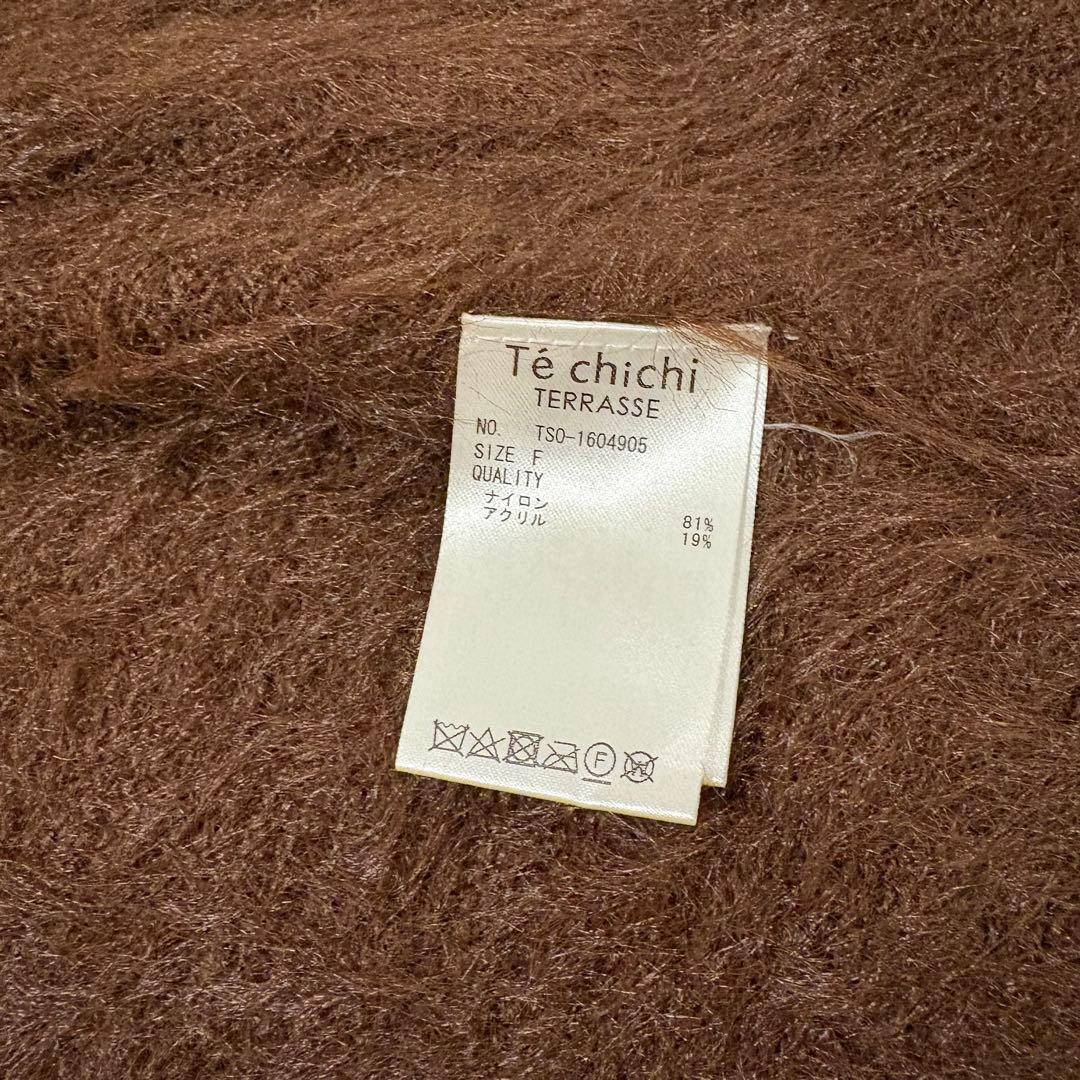 Té chichi
TERRASSE
NO. TSO-1604905
SIZE F
QUALITY
ナイロン 81%
アクリル 19%
F
W